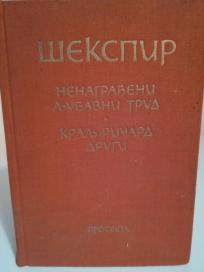 ШЕКСПИР
НЕНАГРАЂЕНИ
ЉУБАВНИ ТРУД
КРАЉ РИЧАРД
ДРУГИ
ПРОСВЕТА